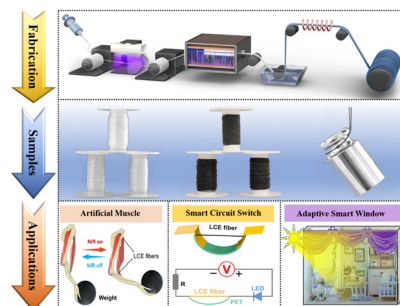 Fabrication
Samples
Applications
Artificial Muscle
NIR on
NIR off
LCE fibers
Weight
Smart Circuit Switch
LCE fiber
V
+
R
LED
LCE fiber
PET
Adaptive Smart Window